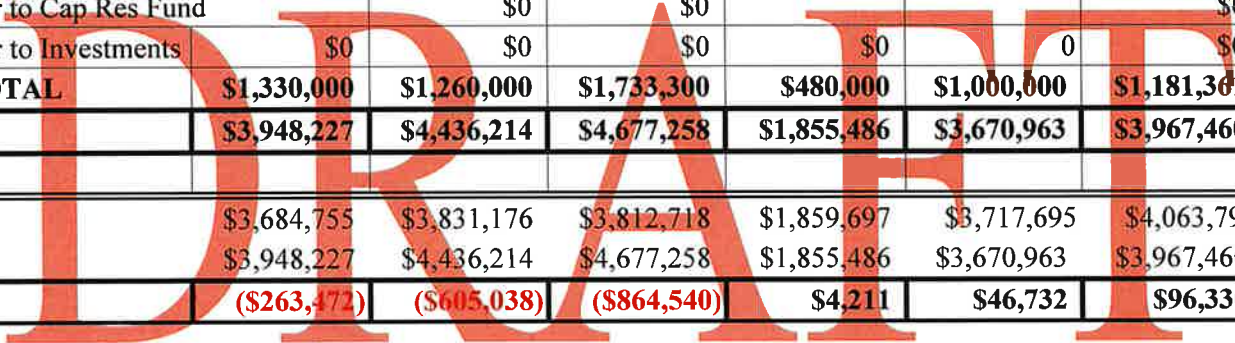 to Cap Res Fund $0 $0
to Investments $0 $0 $0 $0 0
$1,330,000 $1,260,000 $1,733,300 $480,000 $1,000,000
$3,948,227 $4,436,214 $4,677,258 $1,855,486 $3,670,963
$3,684,755 $3,831,176 $3,812,718 $1,859,697 $3,717,695
$3,948,227 $4,436,214 $4,677,258 $1,855,486 $3,670,963
($263,472) ($605,038) ($864,540) $4,211 $46,732
DRAFT